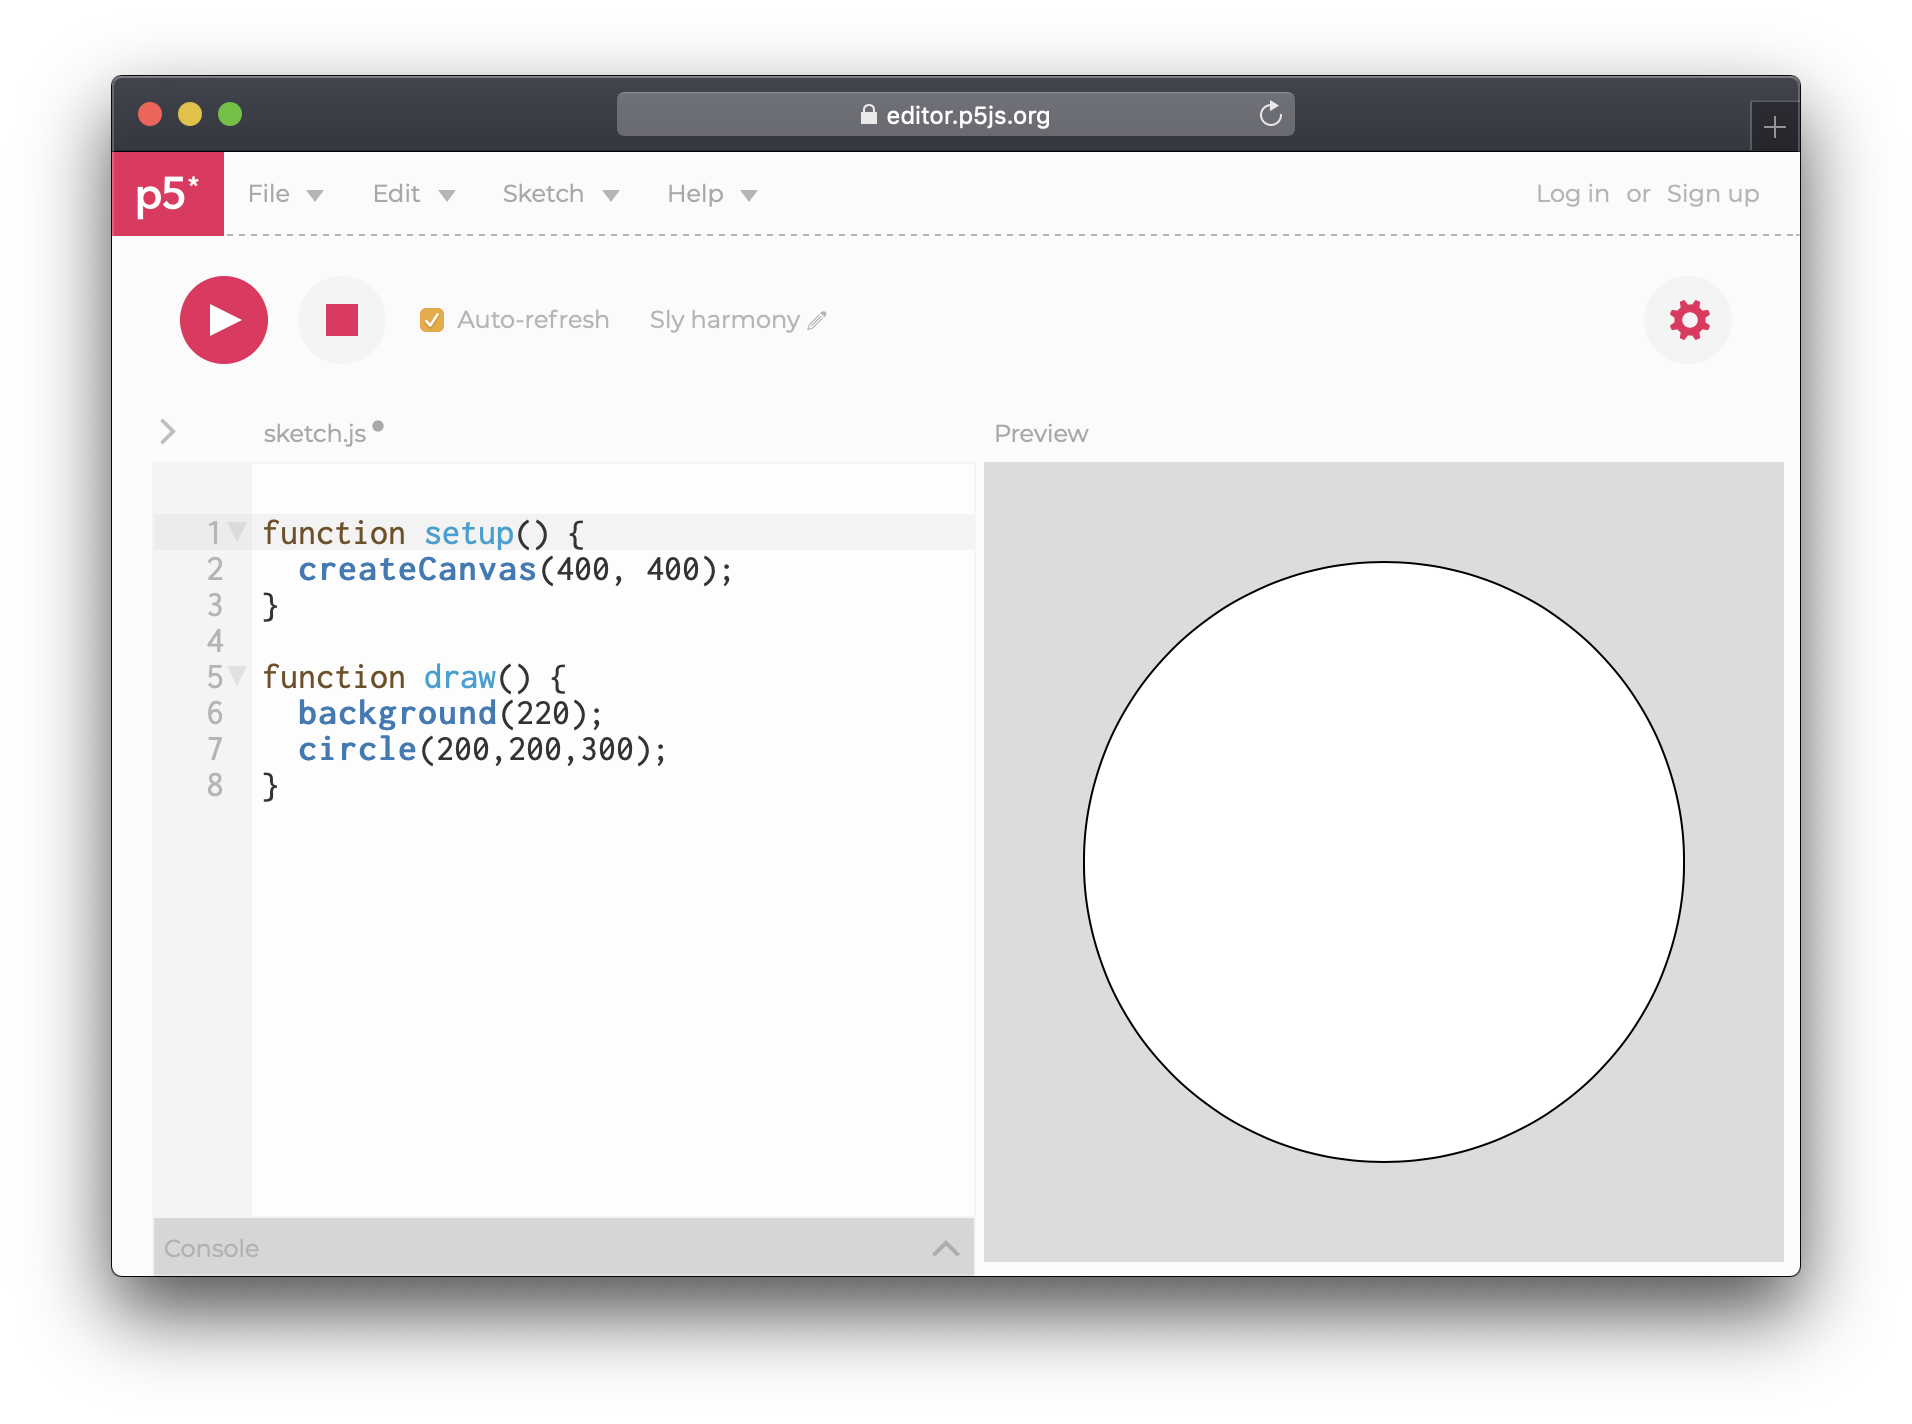 editor.p5js.org
p5* File Edit Sketch Help Log in or Sign up
Auto-refresh Sly harmony
sketch.js Preview
1 function setup() {
2   createCanvas(400, 400);
3 }
4
5 function draw() {
6   background(220);
7   circle(200,200,300);
8 }
Console